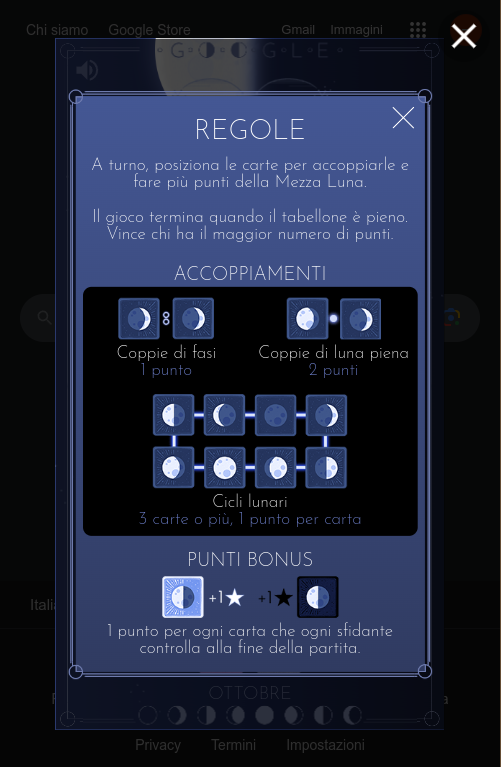 Chi siamo Google Store Gmail Immagini
G O O G L E
REGOLE
A turno, posiziona le carte per accoppiarle e
fare più punti della Mezza Luna.
Il gioco termina quando il tabellone è pieno.
Vince chi ha il maggior numero di punti.
ACCOPPIAMENTI
Coppie di fasi
1 punto
Coppie di luna piena
2 punti
Cicli lunari
3 carte o più, 1 punto per carta
PUNTI BONUS
+1 +1
1 punto per ogni carta che ogni sfidante
controlla alla fine della partita.
OTTOBRE
Privacy Termini Impostazioni